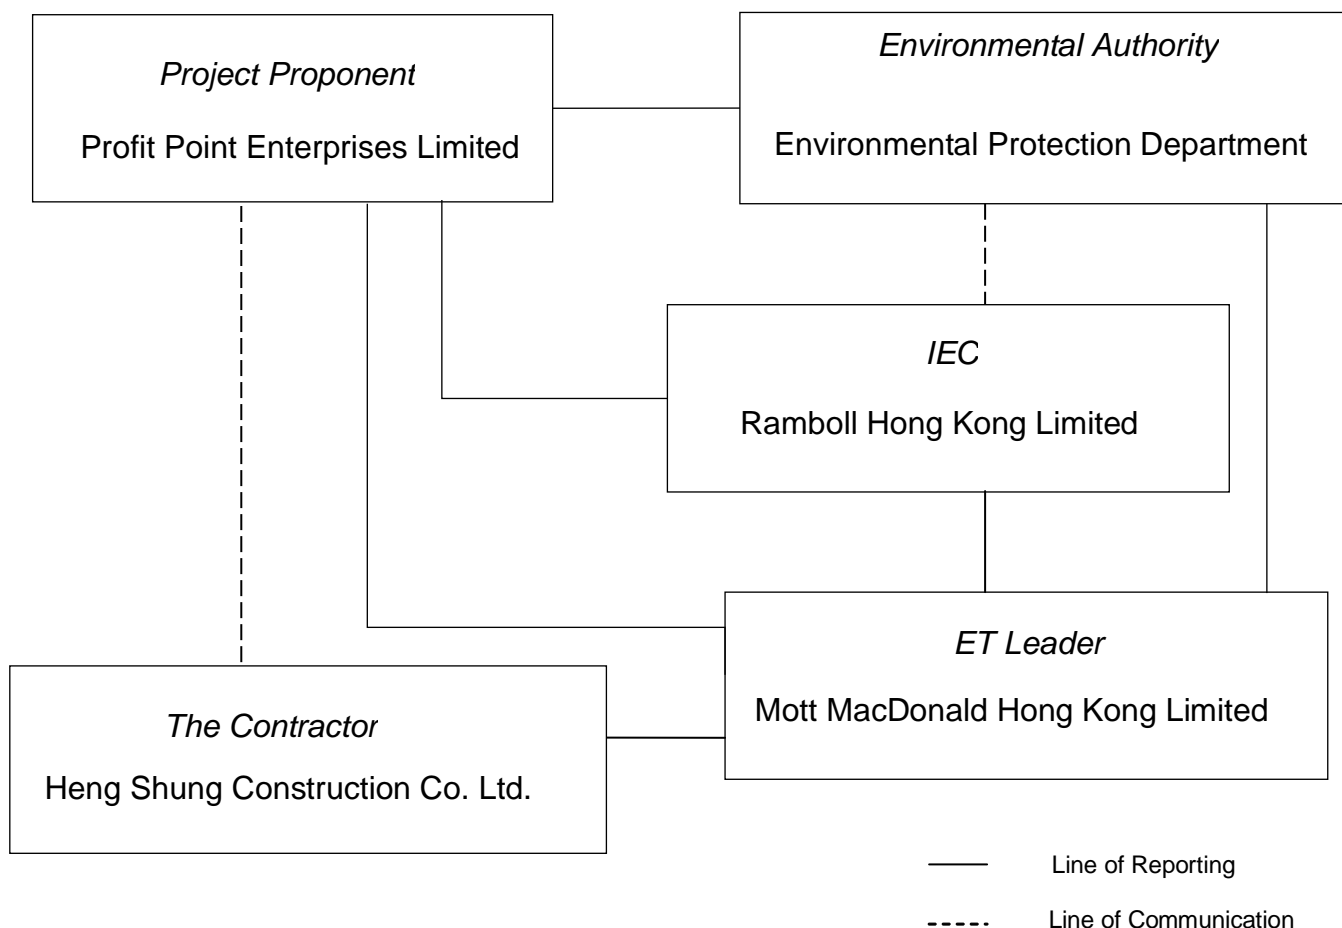 Project Proponent
Profit Point Enterprises Limited
Environmental Authority
Environmental Protection Department
IEC
Ramboll Hong Kong Limited
ET Leader
Mott MacDonald Hong Kong Limited
The Contractor
Heng Shung Construction Co. Ltd.
Line of Reporting
Line of Communication